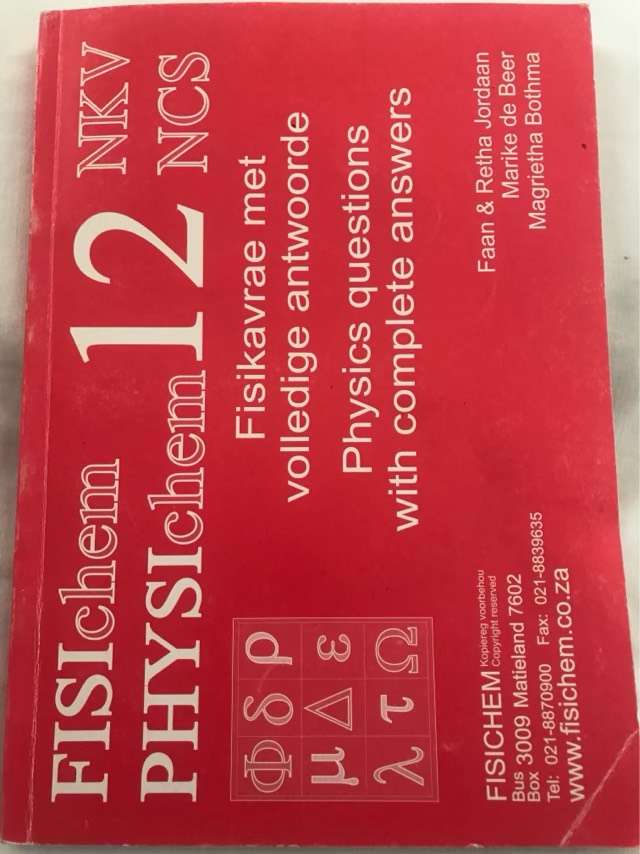 FISIchem 12 NKV
PHYSIchem 12 NCS
Fisikavrae met
volledige antwoorde
Physics questions
with complete answers
Φ δ ρ
μ Δ ε
λ τ Ω
Faan & Retha Jordaan
Marike de Beer
Magrietha Bothma
FISICHEM Kopiereg voorbehou
Copyright reserved
Bus 3009 Matieland 7602
Box
Tel: 021-8870900 Fax: 021-8839635
www.fisichem.co.za